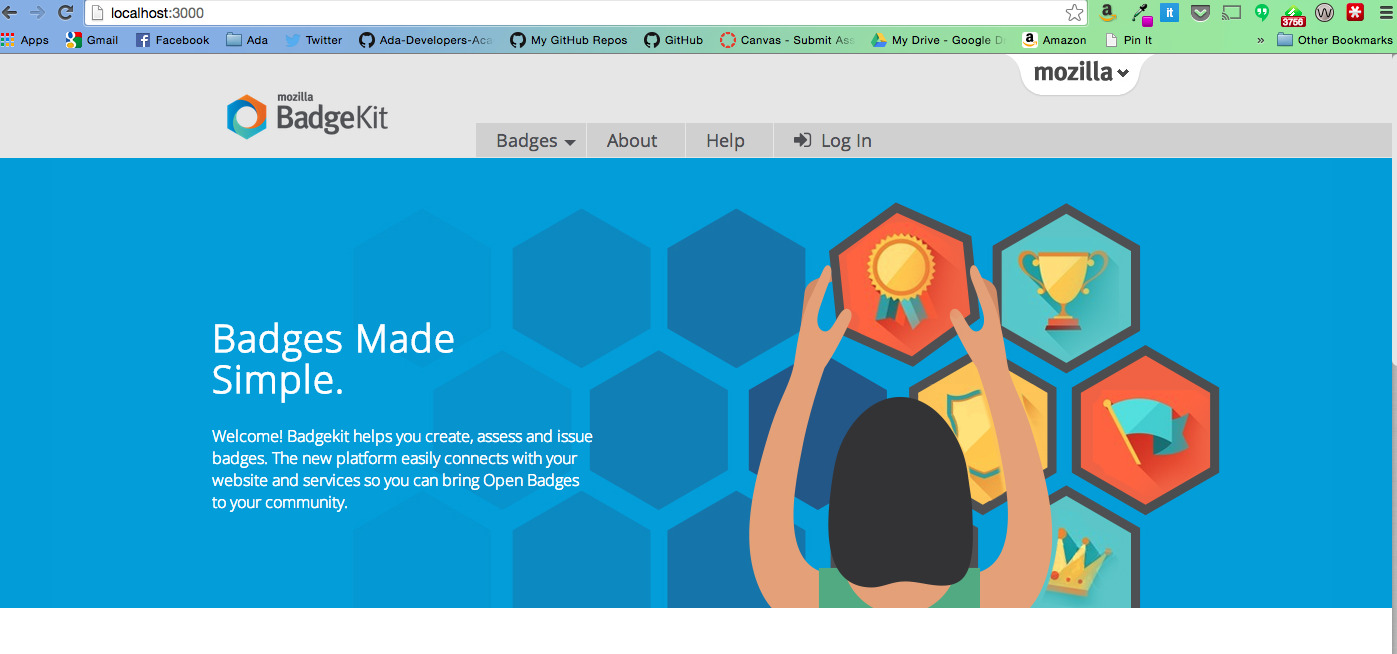 localhost:3000
a
It
3756
W
Apps
Gmail
Facebook
Ada
Twitter
Ada-Developers-Aca
My GitHub Repos
GitHub
Canvas - Submit Ass
My Drive - Google Dr
a
Amazon
Pin It
»
Other Bookmarks
mozilla
mozilla
BadgeKit
Badges
About
Help
Log In
Badges Made
Simple.
Welcome! Badgekit helps you create, assess and issue
badges. The new platform easily connects with your
website and services so you can bring Open Badges
to your community.